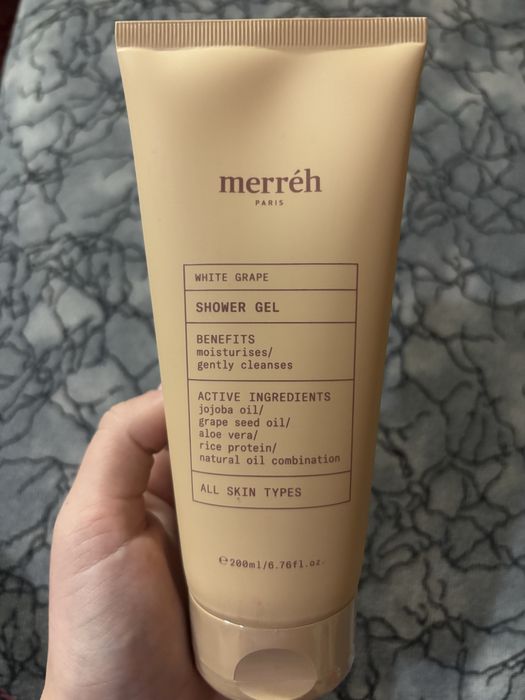 merréh
PARIS
WHITE GRAPE
SHOWER GEL
BENEFITS
moisturises/
gently cleanses
ACTIVE INGREDIENTS
jojoba oil/
grape seed oil/
aloe vera/
rice protein/
natural oil combination
ALL SKIN TYPES
℮200ml/6.76fl.oz.